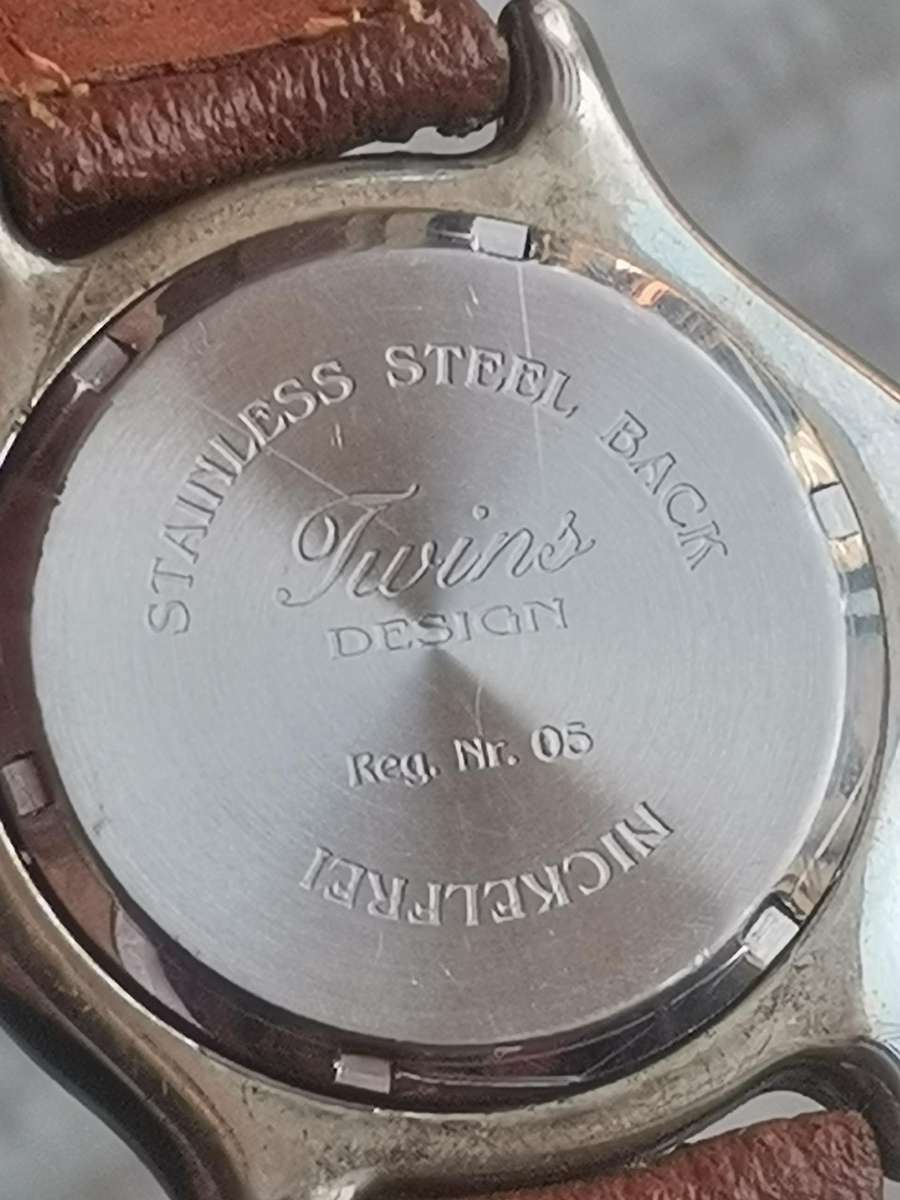 STAINLESS STEEL BACK
Twins
DESIGN
Reg. Nr. 05
NICKELFREI